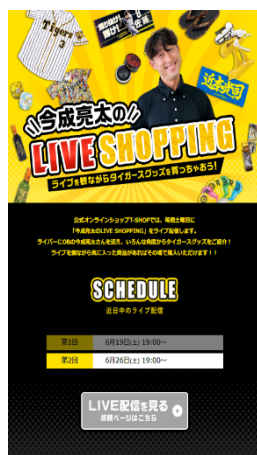 Tigers
3
今成亮太の
LIVE SHOPPING
ライブを観ながらタイガースグッズを買っちゃおう!
公式オンラインショップT-SHOPでは、毎週土曜日に
「今成亮太のLIVE SHOPPING」をライブ配信します。
ライバーにOBの今成亮太さんを迎え、いろんな角度からタイガースグッズをご紹介!
ライブを観ながら気に入った商品があればその場で購入いただけます!!
SCHEDULE
近日中のライブ配信
第1回 6月19日(土) 19:00〜
第2回 6月26日(土) 19:00〜
LIVE配信を見る
視聴ページはこちら